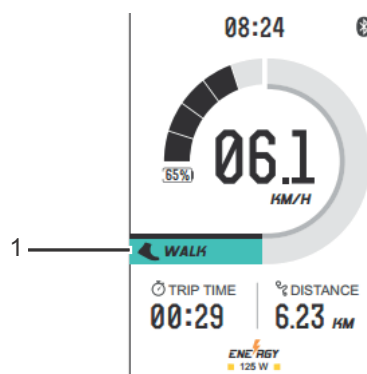 08:24
65%
06.1
KM/H
1
WALK
TRIP TIME
DISTANCE
00:29
6.23 KM
ENERGY
125 W